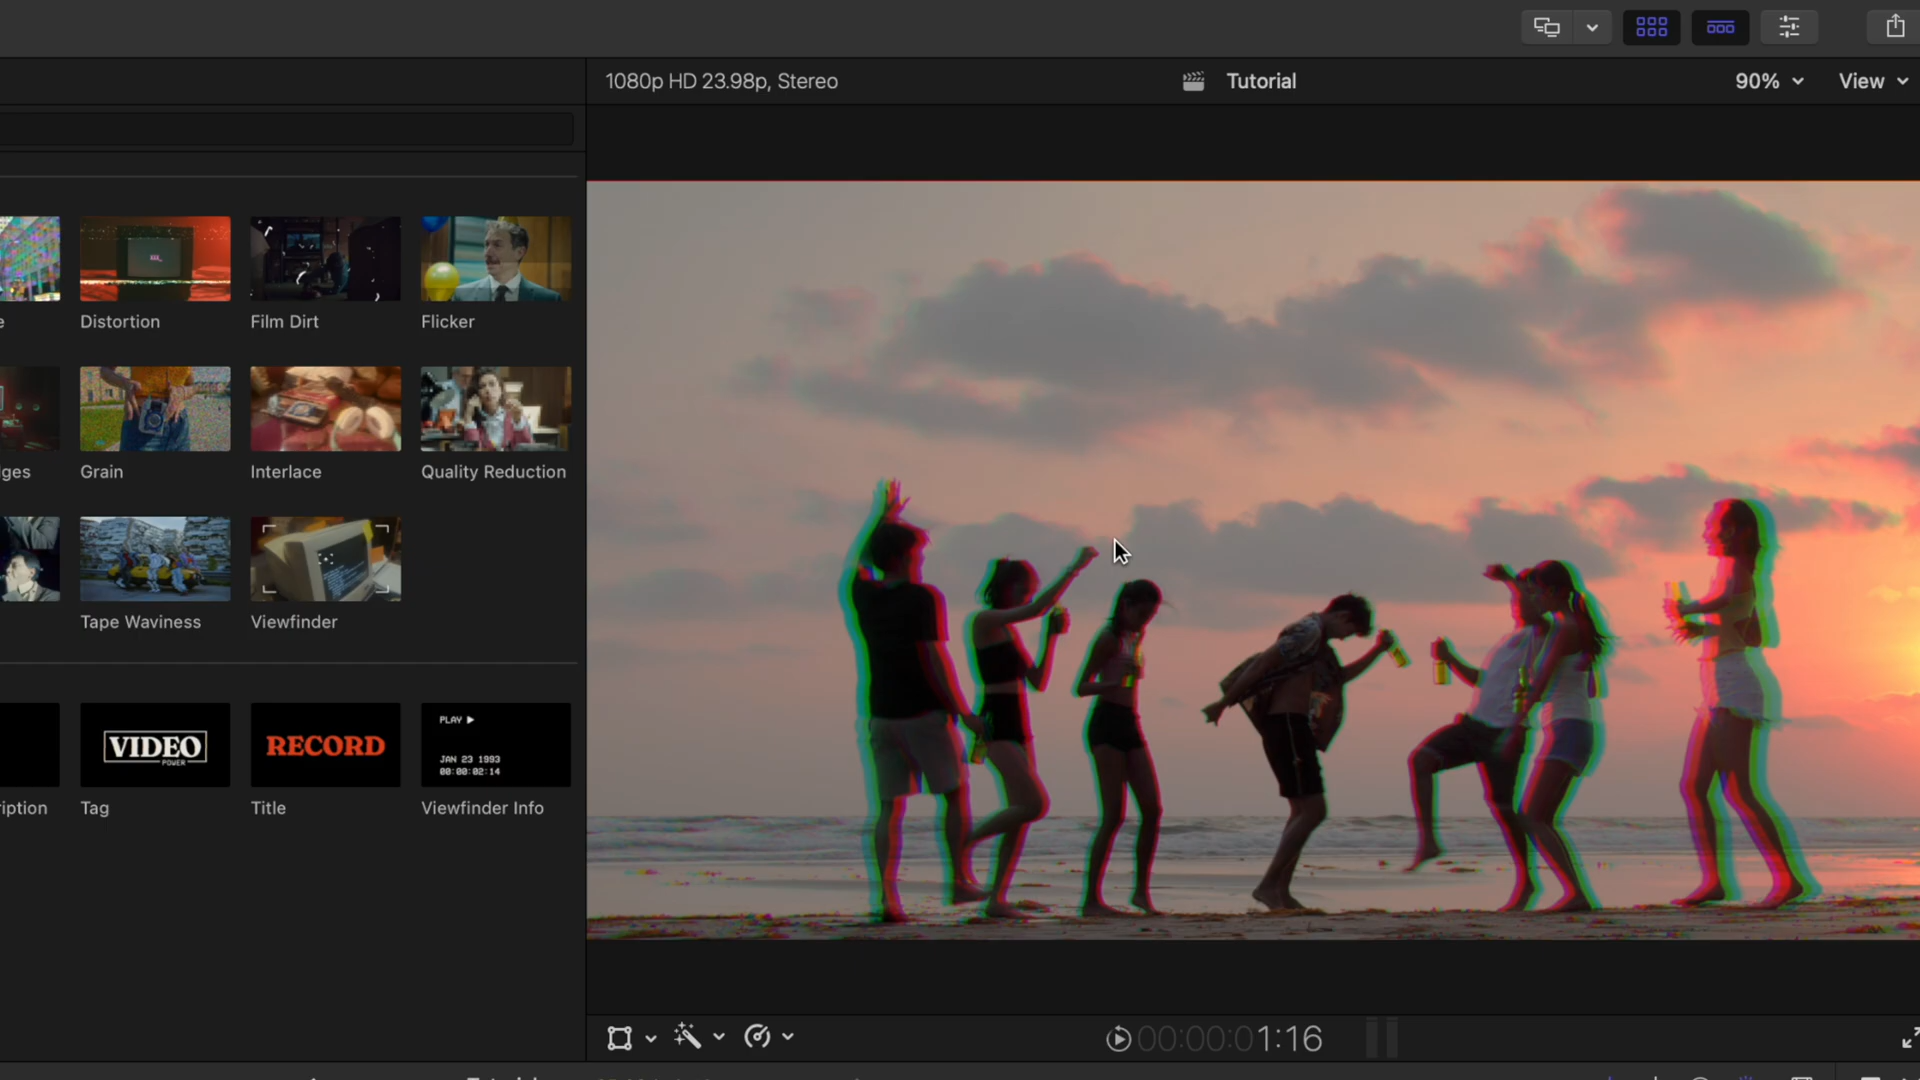 1080p HD 23.98p, Stereo
Tutorial
90%
View
e
Distortion
Film Dirt
Flicker
ges
Grain
Interlace
Quality Reduction
Tape Waviness
Viewfinder
VIDEO
POWER
RECORD
PLAY
JAN 23 1993
00:00:02:14
iption
Tag
Title
Viewfinder Info
00:00:01:16